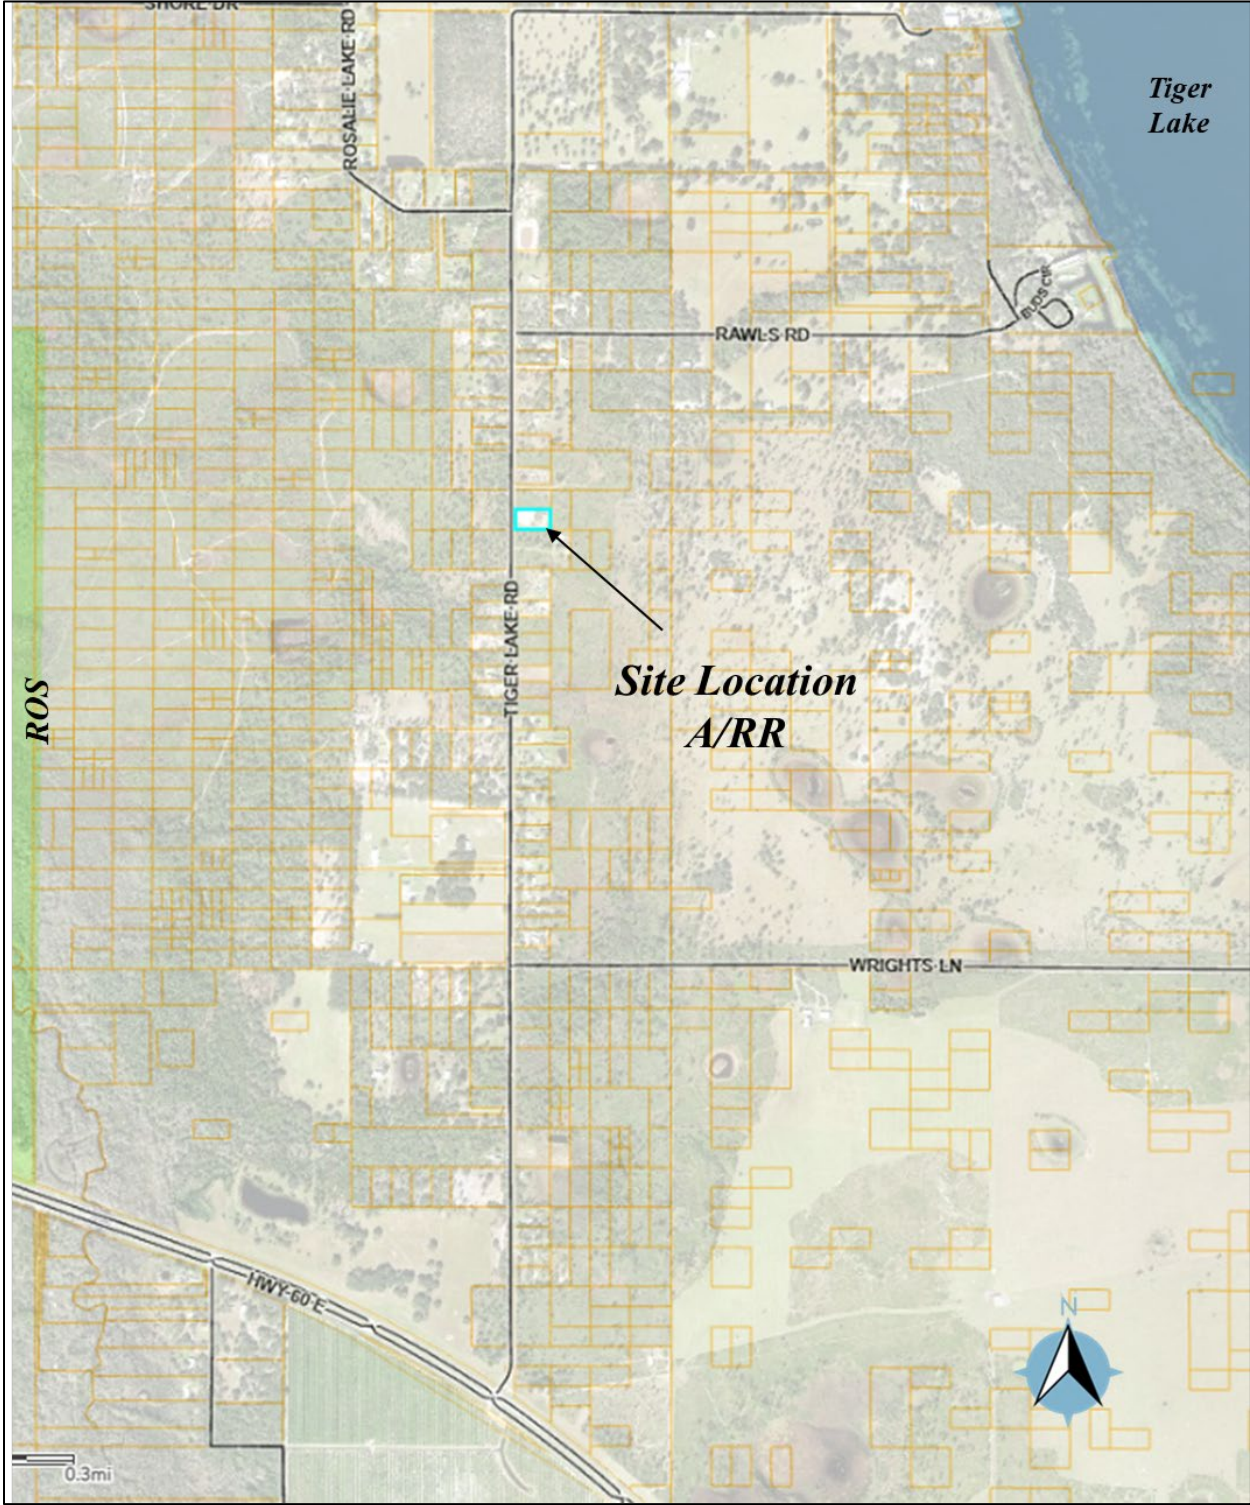 SHORE DR
ROSALIE LAKE RD
Tiger
Lake
BUDS CIR
RAWLS RD
TIGER LAKE RD
Site Location
A/RR
ROS
WRIGHTS LN
HWY 60 E
N
0.3mi